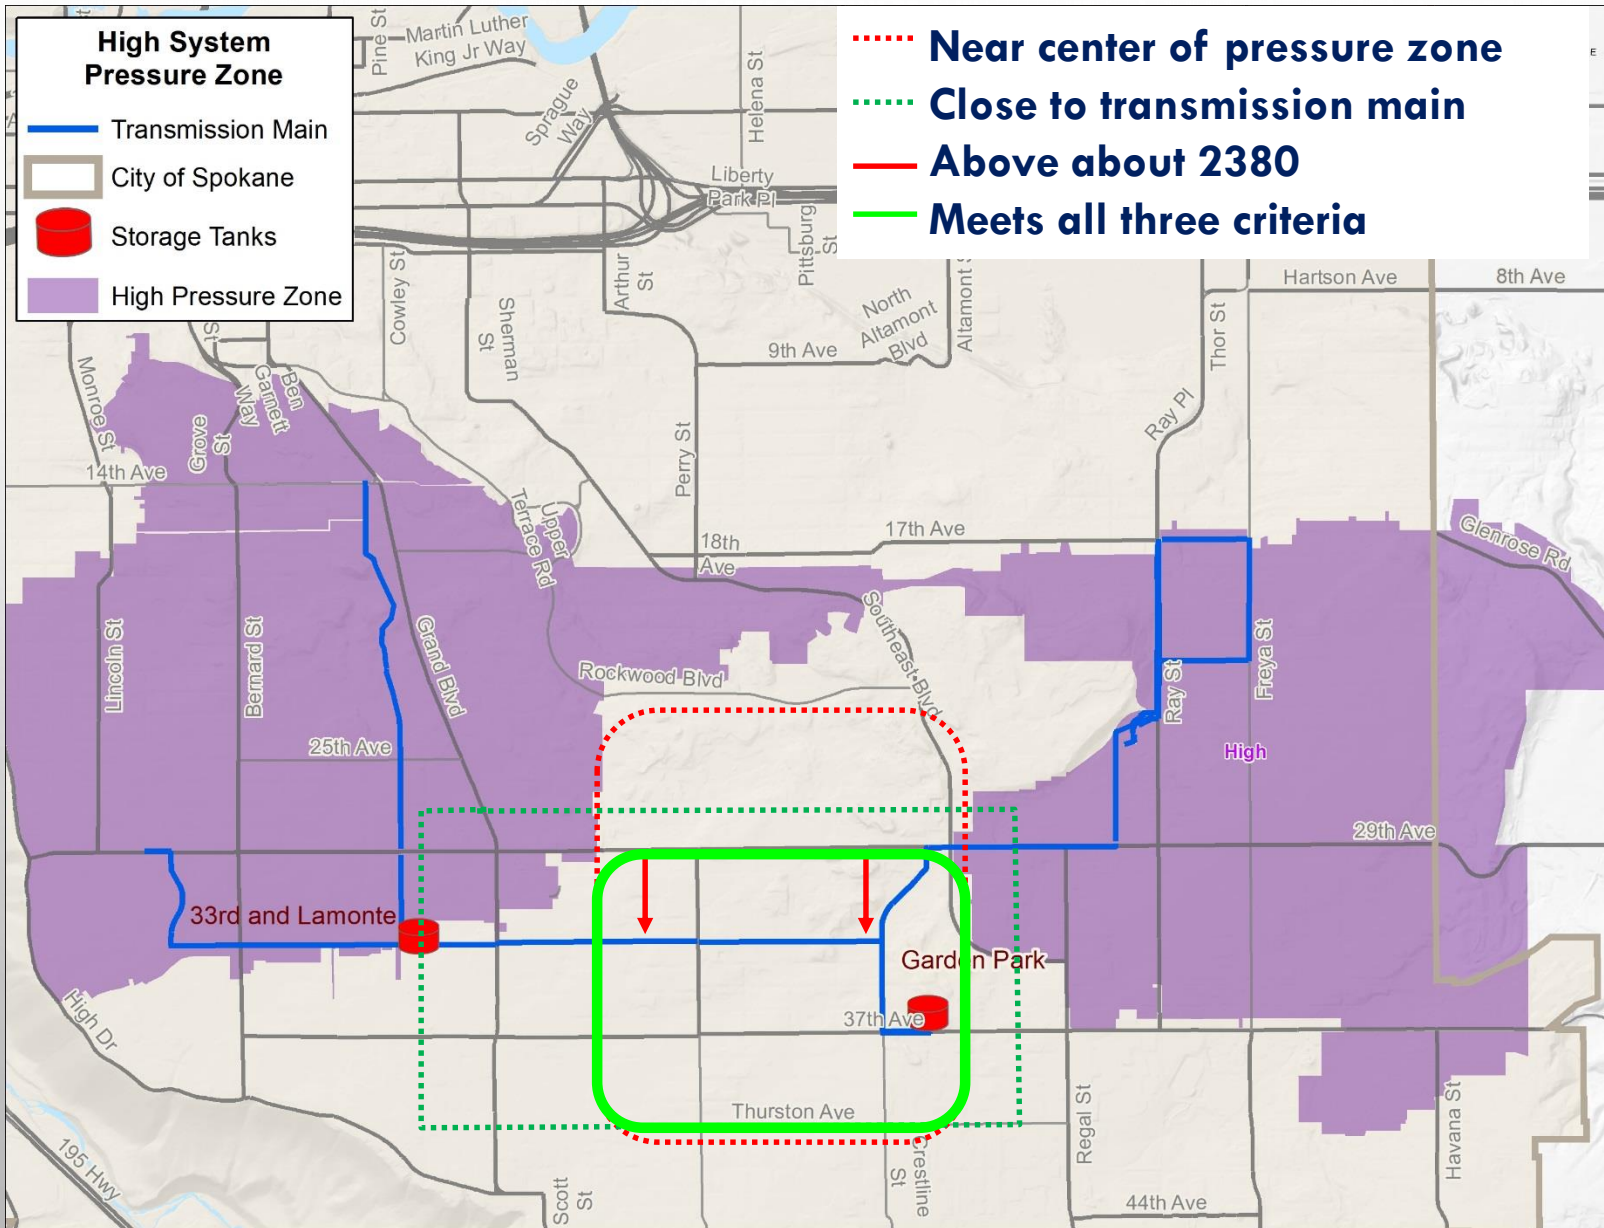 High System
Pressure Zone
Transmission Main
City of Spokane
Storage Tanks
High Pressure Zone
Near center of pressure zone
Close to transmission main
Above about 2380
Meets all three criteria
Pine St
Martin Luther
King Jr Way
Sprague
Way
Helena St
Liberty
Park Pl
Pittsburg
St
Hartson Ave
8th Ave
Cowley St
Sherman
St
Arthur
St
North
Altamont
Blvd
Altamont S
9th Ave
Thor St
Ray Pl
Monroe St
Grove
St
Garnett
Way
Ben
St
14th Ave
Perry St
Upper
Terrace Rd
18th
Ave
17th Ave
Glenrose Rd
Lincoln St
Bernard St
Grand Blvd
Rockwood Blvd
Southeast Blvd
Ray St
Freya St
High
25th Ave
29th Ave
33rd and Lamonte
Garden Park
37th Ave
High Dr
Thurston Ave
Regal St
Havana St
195 Hwy
Scott
St
Crestline
St
44th Ave
E